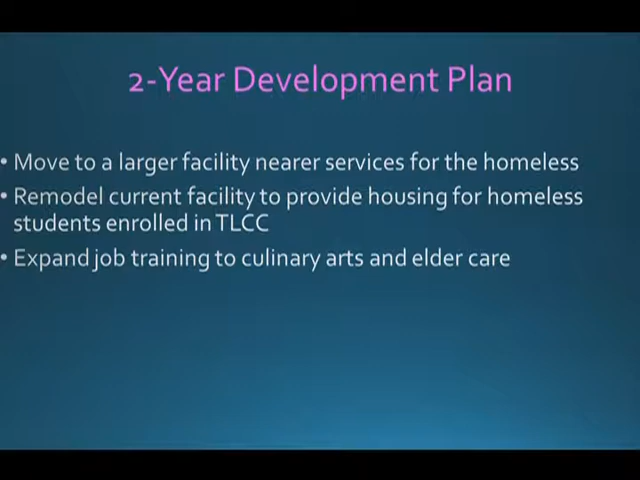 2-Year Development Plan
• Move to a larger facility nearer services for the homeless
• Remodel current facility to provide housing for homeless
students enrolled in TLCC
• Expand job training to culinary arts and elder care